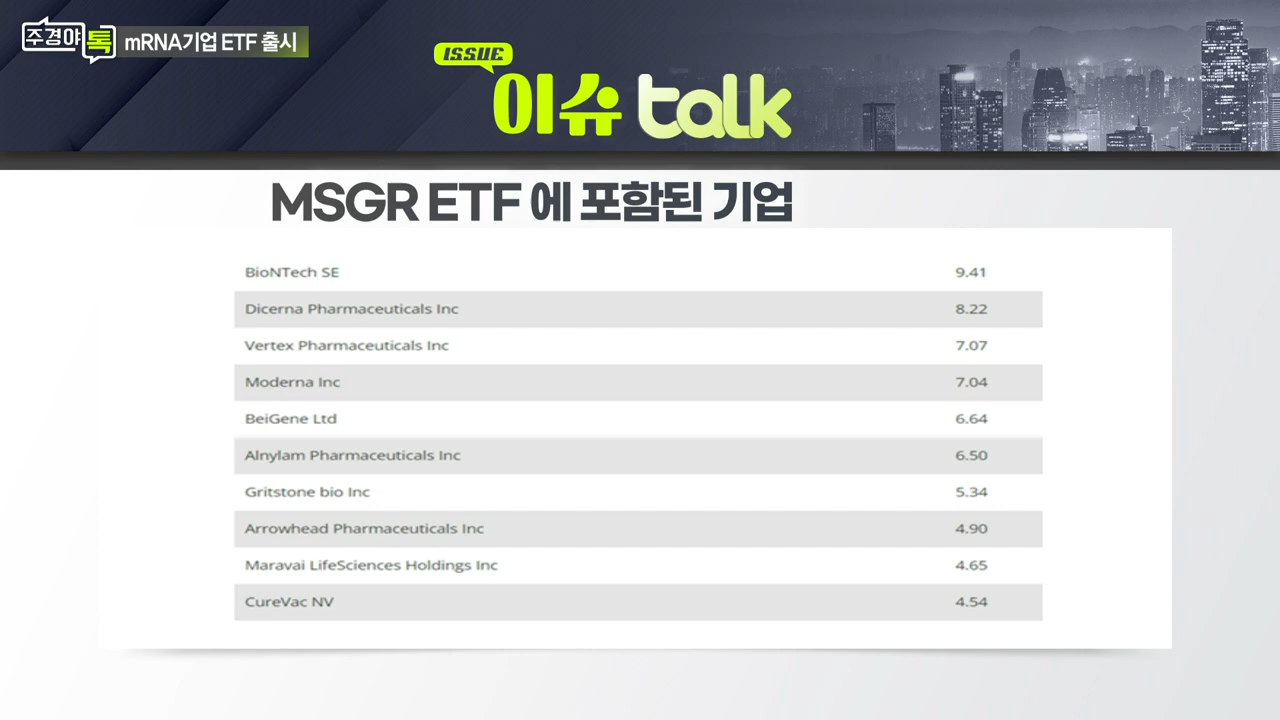 주경야톡 mRNA기업 ETF 출시
ISSUE
이슈 talk
MSGR ETF 에 포함된 기업
BioNTech SE 9.41
Dicerna Pharmaceuticals Inc 8.22
Vertex Pharmaceuticals Inc 7.07
Moderna Inc 7.04
BeiGene Ltd 6.64
Alnylam Pharmaceuticals Inc 6.50
Gritstone bio Inc 5.34
Arrowhead Pharmaceuticals Inc 4.90
Maravai LifeSciences Holdings Inc 4.65
CureVac NV 4.54